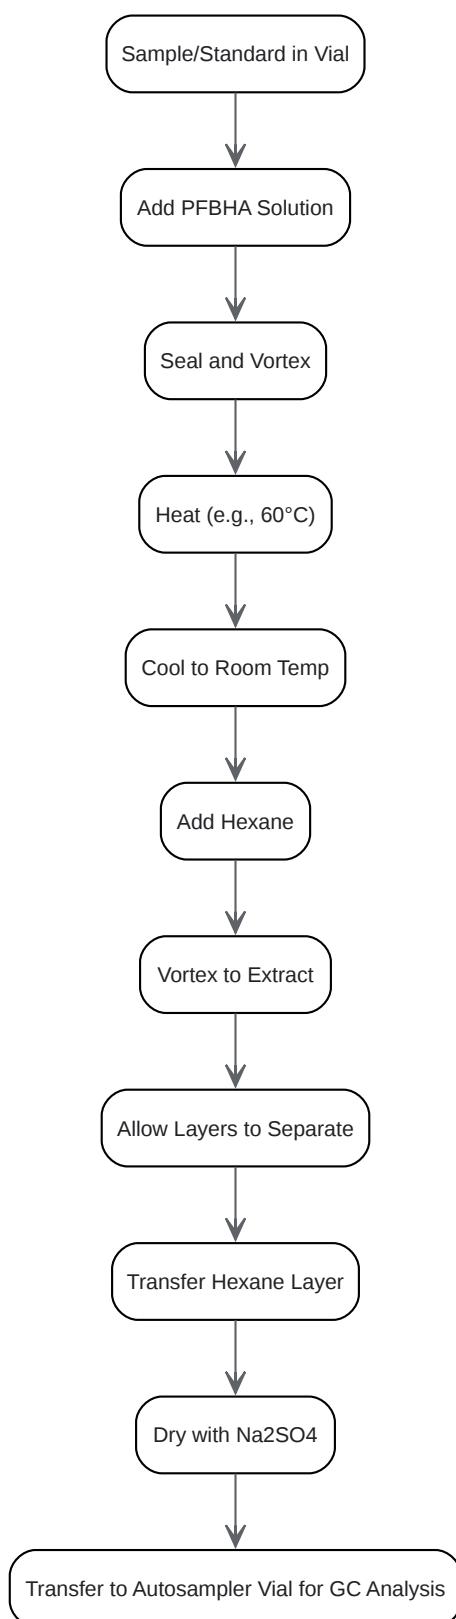 Sample/Standard in Vial
Add PFBHA Solution
Seal and Vortex
Heat (e.g., 60°C)
Cool to Room Temp
Add Hexane
Vortex to Extract
Allow Layers to Separate
Transfer Hexane Layer
Dry with Na2SO4
Transfer to Autosampler Vial for GC Analysis